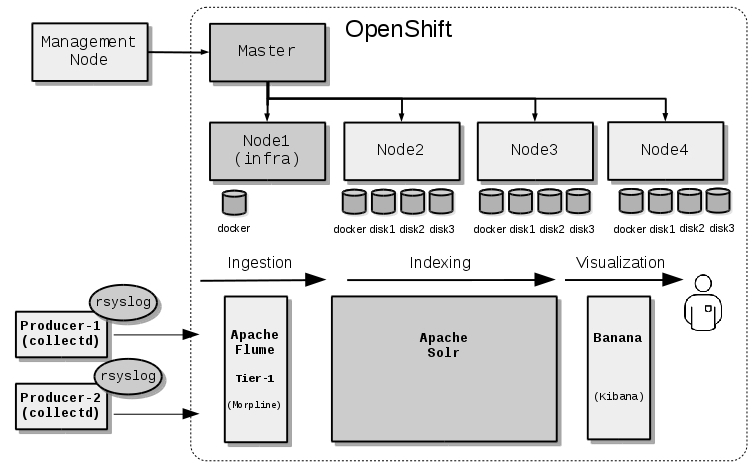 OpenShift
Management
Node
Master
Node1
(infra)
Node2
Node3
Node4
docker
docker disk1 disk2 disk3
docker disk1 disk2 disk3
docker disk1 disk2 disk3
Ingestion
Indexing
Visualization
rsyslog
Producer-1
(collectd)
rsyslog
Producer-2
(collectd)
Apache
Flume
Tier-1
(Morpline)
Apache
Solr
Banana
(Kibana)